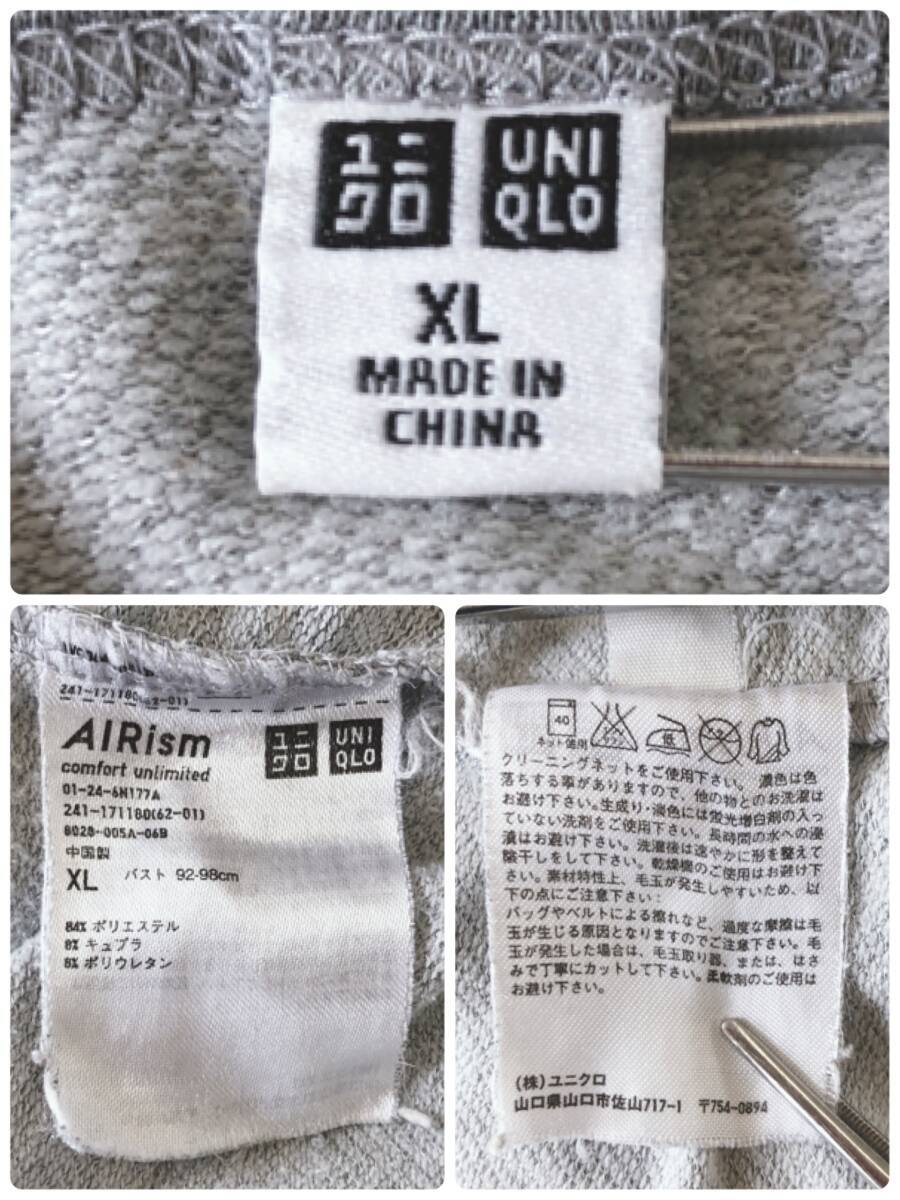 ユニ
クロ
UNI
QLO
XL
MADE IN
CHINA
241-171180(62-01)
AIRism
comfort unlimited
ユニ
クロ
UNI
QLO
01-24-6N177A
241-171180(62-01)
8028-005A-06B
中国製
XL バスト 92-98cm
84% ポリエステル
8% キュプラ
8% ポリウレタン
40 低
ネット使用
クリーニングネットをご使用下さい。濃色は色
落ちする事がありますので、他の物とのお洗濯は
お避け下さい。生成り・淡色には蛍光増白剤の入っ
ていない洗剤をご使用下さい。長時間の水への浸
漬はお避け下さい。洗濯後は速やかに形を整えて
陰干しをして下さい。乾燥機のご使用はお避け下
さい。素材特性上、毛玉が発生しやすいため、以
下の点にご注意下さい:
バッグやベルトによる擦れなど、過度な摩擦は毛
玉が生じる原因となりますのでご注意下さい。毛
玉が発生した場合は、毛玉取り器、または、はさ
みで丁寧にカットして下さい。柔軟剤のご使用は
お避け下さい。
(株)ユニクロ
山口県山口市佐山717-1 〒754-0894